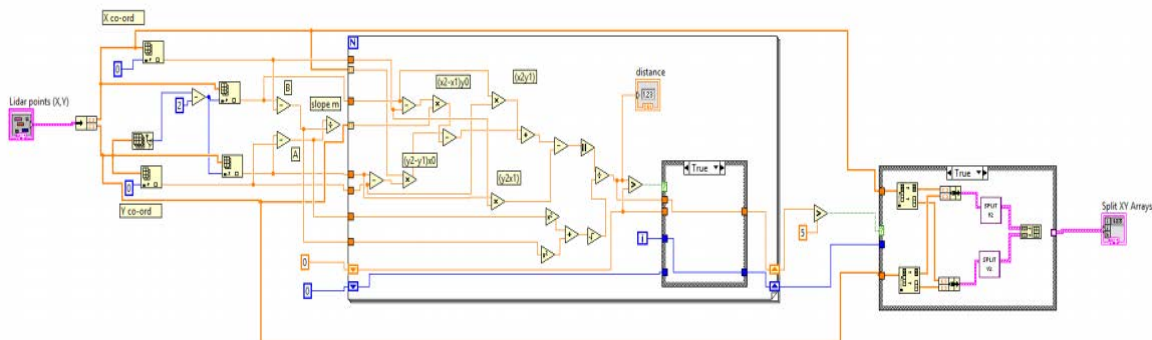 X co-ord
Lidar points (X,Y)
0
2
0
Y co-ord
B
slope m
A
N
(x2-x1)y0
(x2y1)
(y2-y1)x0
(y2x1)
distance
123
True
i
0
0
5
True
SPLIT
SPLIT
Split XY Arrays